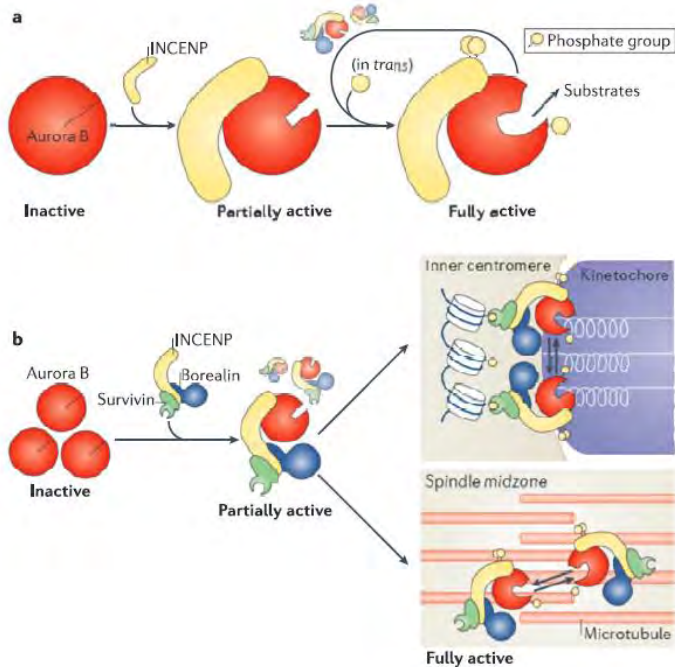 a
INCENP
(in trans)
Phosphate group
Aurora B
Substrates
Inactive
Partially active
Fully active
b
Aurora B
INCENP
Borealin
Survivin
Inactive
Partially active
Inner centromere
Kinetochore
Spindle midzone
Microtubule
Fully active